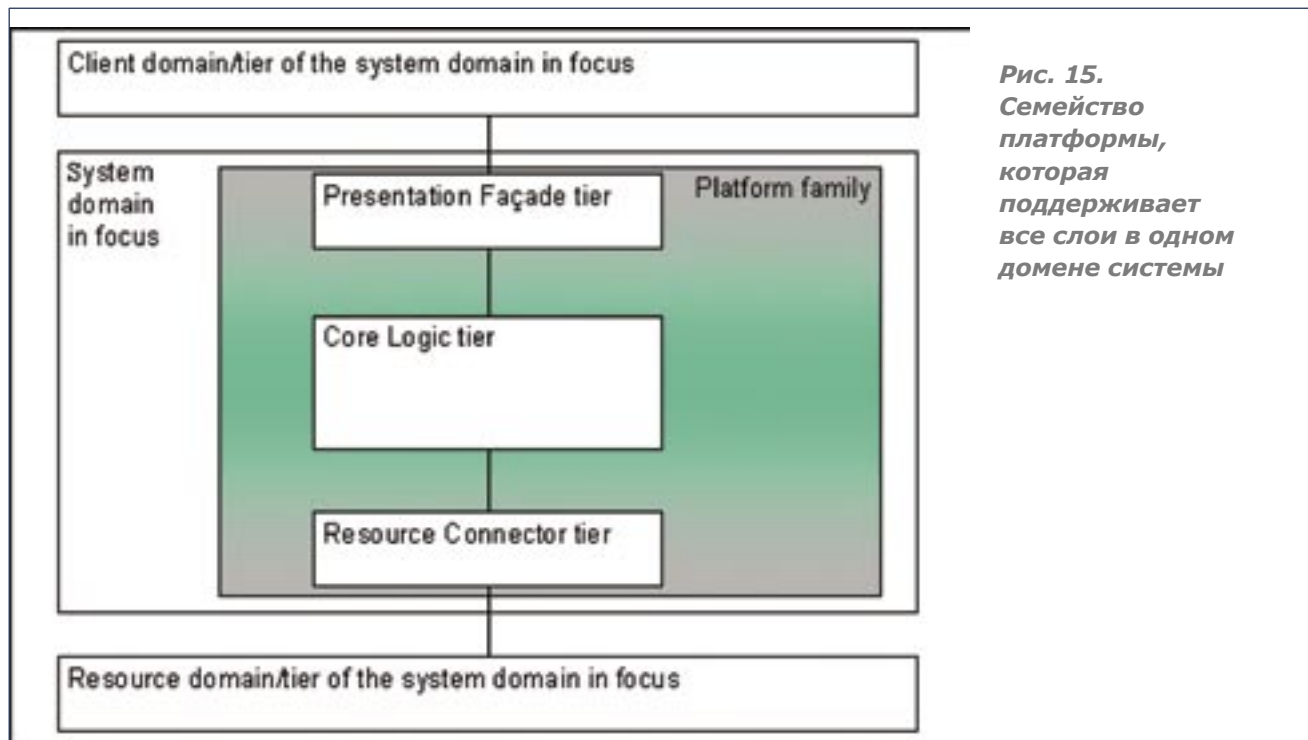 Client domain/tier of the system domain in focus
System
domain
in focus
Presentation Façade tier
Platform family
Core Logic tier
Resource Connector tier
Resource domain/tier of the system domain in focus
Рис. 15.
Семейство
платформы,
которая
поддерживает
все слои в одном
домене системы